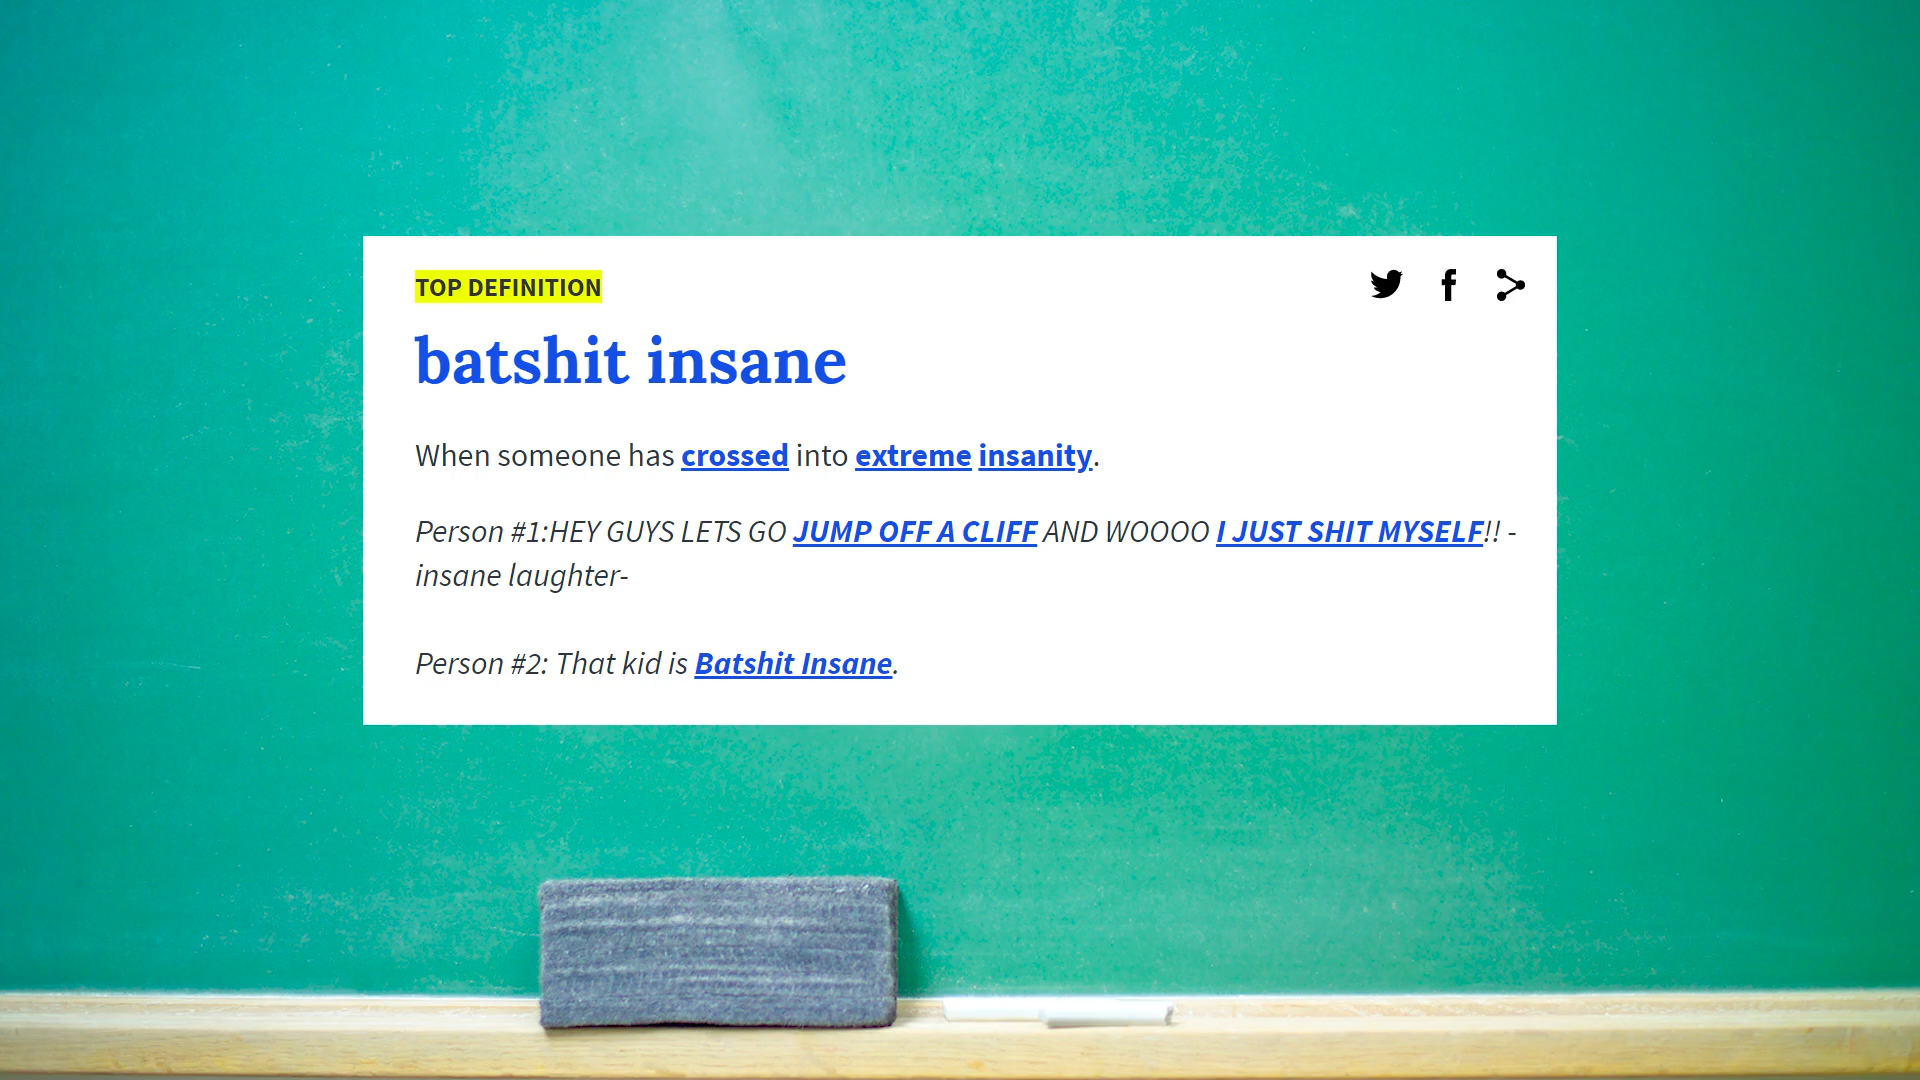 TOP DEFINITION
batshit insane
When someone has crossed into extreme insanity.
Person #1:HEY GUYS LETS GO JUMP OFF A CLIFF AND WOOOO I JUST SHIT MYSELF!! -
insane laughter-
Person #2: That kid is Batshit Insane.